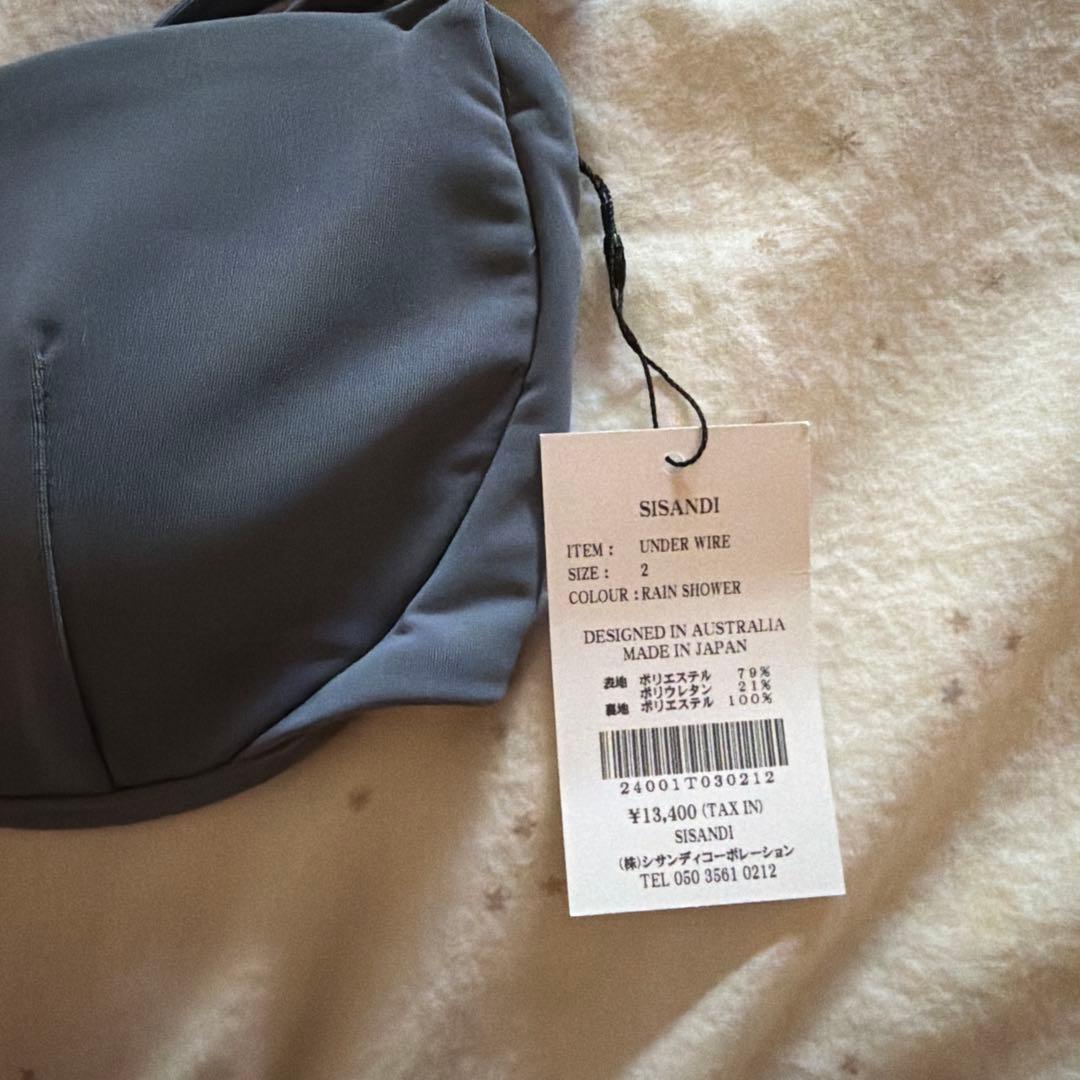 SISANDI
ITEM : UNDER WIRE
SIZE : 2
COLOUR : RAIN SHOWER
DESIGNED IN AUSTRALIA
MADE IN JAPAN
表地 ポリエステル 79%
ポリウレタン 21%
裏地 ポリエステル 100%
24001T030212
¥13,400 (TAX IN)
SISANDI
(株)シサンディコーポレーション
TEL 050 3561 0212